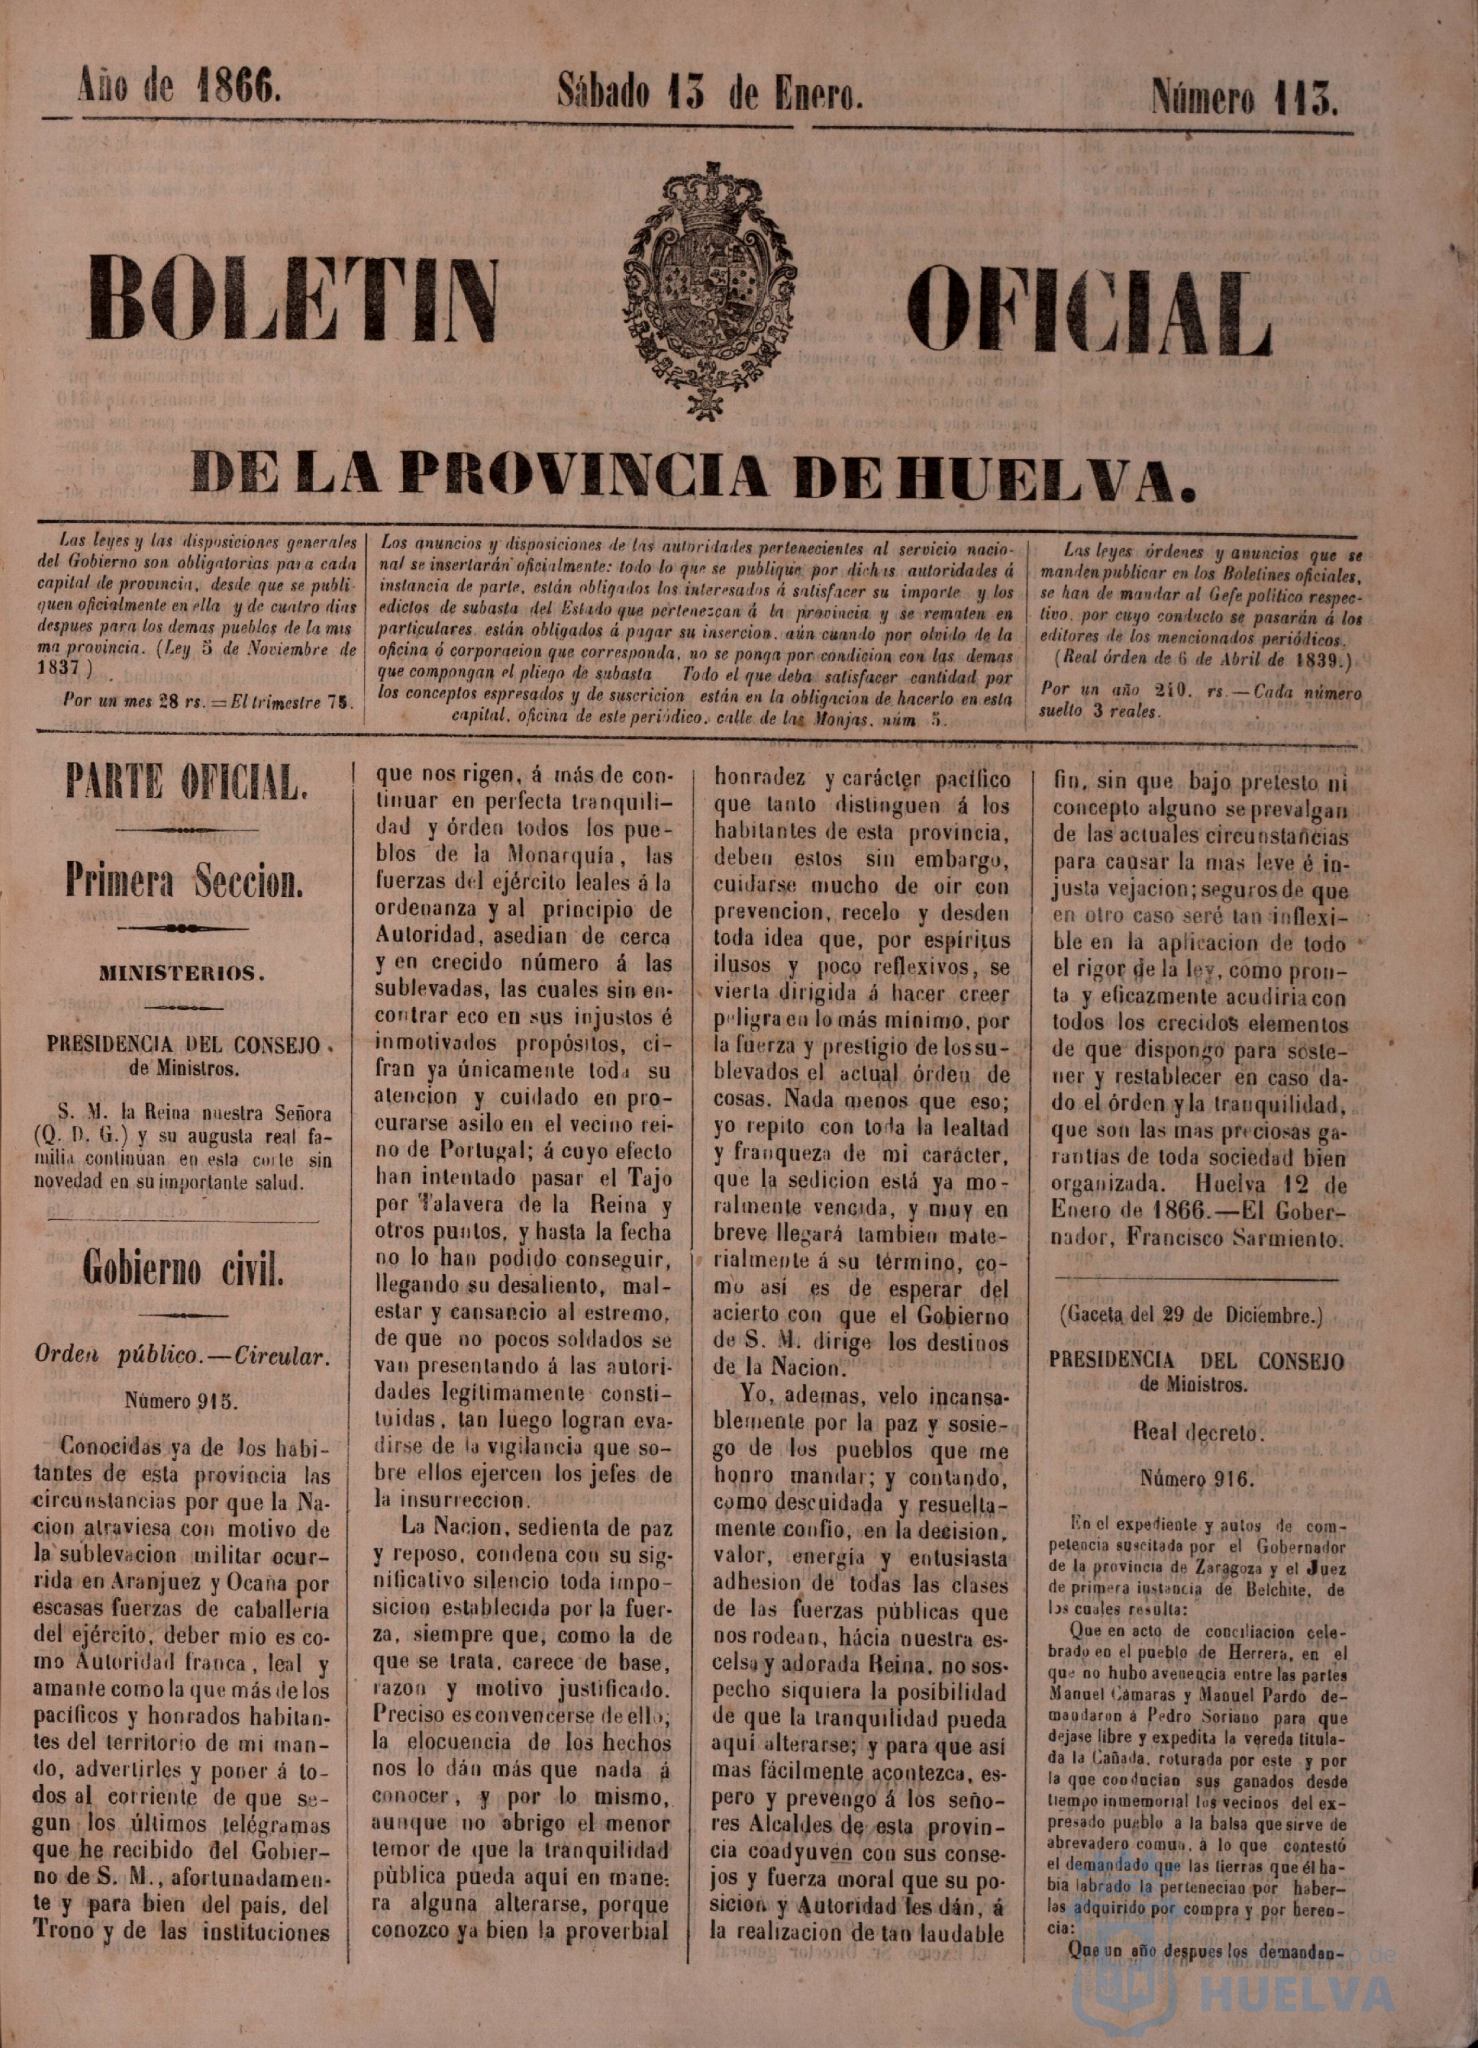 Año de 1866.
Sábado 13 de Enero.
Número 113.
BOLETIN OFICIAL
DE LA PROVINCIA DE HUELVA.
Las leyes y las disposiciones generales
del Gobierno son obligatorias para cada
capital de provincia, desde que se publi-
quen oficialmente en ella y de cuatro dias
despues para los demas pueblos de la mis
ma provincia. (Ley 5 de Noviembre de
1837)
Por un mes 28 rs.=El trimestre 75.
Los anuncios y disposiciones de las autoridades pertenecientes al servicio nacio-
nal se insertarán oficialmente: todo lo que se publique por dichas autoridades á
instancia de parte, están obligados los interesados á satisfacer su importe y los
edictos de subasta del Estado que pertenezcan á la provincia y se rematen en
particulares, están obligados á pagar su insercion, aún cuando por olvido de la
oficina ó corporacion que corresponda, no se ponga por condicion con las demas
que compongan el pliego de subasta Todo el que deba satisfacer cantidad por
los conceptos espresados y de suscricion están en la obligacion de hacerlo en esta
capital, oficina de este periódico, calle de las Monjas, núm 5.
Las leyes órdenes y anuncios que se
manden publicar en los Boletines oficiales,
se han de mandar al Gefe político respec-
tivo, por cuyo conducto se pasarán á los
editores de los mencionados periódicos.
(Real órden de 6 de Abril de 1839.)
Por un año 240. rs.—Cada número
suelto 3 reales.
PARTE OFICIAL.
Primera Seccion.
MINISTERIOS.
PRESIDENCIA DEL CONSEJO
de Ministros.
S. M. la Reina nuestra Señora
(Q. D. G.) y su augusta real fa-
milia continúan en esta corte sin
novedad en su importante salud.
Gobierno civil.
Orden público.—Circular.
Número 915.
Conocidas ya de los habi-
tantes de esta provincia las
circunstancias por que la Na-
cion atraviesa con motivo de
la sublevacion militar ocur-
rida en Aranjuez y Ocaña por
escasas fuerzas de caballería
del ejército, deber mio es co-
mo Autoridad franca, leal y
amante como la que más de los
pacíficos y honrados habitan-
tes del territorio de mi man-
do, advertirles y poner á to-
dos al corriente de que se-
gun los últimos telégramas
que he recibido del Gobier-
no de S. M., afortunadamen-
te y para bien del país, del
Trono y de las instituciones
que nos rigen, á más de con-
tinuar en perfecta tranquili-
dad y órden todos los pue-
blos de la Monarquía, las
fuerzas del ejército leales á la
ordenanza y al principio de
Autoridad, asedian de cerca
y en crecido número á las
sublevadas, las cuales sin en-
contrar eco en sus injustos é
inmotivados propósitos, ci-
fran ya únicamente toda su
atencion y cuidado en pro-
curarse asilo en el vecino rei-
no de Portugal; á cuyo efecto
han intentado pasar el Tajo
por Talavera de la Reina y
otros puntos, y hasta la fecha
no lo han podido conseguir,
llegando su desaliento, mal-
estar y cansancio al estremo,
de que no pocos soldados se
van presentando á las autori-
dades legítimamente consti-
tuidas, tan luego logran eva-
dirse de la vigilancia que so-
bre ellos ejercen los jefes de
la insurreccion.
La Nacion, sedienta de paz
y reposo, condena con su sig-
nificativo silencio toda impo-
sicion establecida por la fuer-
za, siempre que, como la de
que se trata, carece de base,
razon y motivo justificado.
Preciso es convencerse de ello;
la elocuencia de los hechos
nos lo dán más que nada á
conocer, y por lo mismo,
aunque no abrigo el menor
temor de que la tranquilidad
pública pueda aquí en mane-
ra alguna alterarse, porque
conozco ya bien la proverbial
honradez y carácter pacífico
que tanto distinguen á los
habitantes de esta provincia,
deben estos sin embargo,
cuidarse mucho de oir con
prevencion, recelo y desden
toda idea que, por espíritus
ilusos y poco reflexivos, se
vierta dirigida á hacer creer
peligra en lo más mínimo, por
la fuerza y prestigio de los su-
blevados el actual órden de
cosas. Nada menos que eso;
yo repito con toda la lealtad
y franqueza de mi carácter,
que la sedicion está ya mo-
ralmente vencida, y muy en
breve llegará tambien mate-
rialmente á su término, co-
mo así es de esperar del
acierto con que el Gobierno
de S. M. dirige los destinos
de la Nacion.
Yo, ademas, velo incansa-
blemente por la paz y sosie-
go de los pueblos que me
honro mandar; y contando,
como descuidada y resuelta-
mente confio, en la decision,
valor, energía y entusiasta
adhesion de todas las clases
de las fuerzas públicas que
nos rodean, hácia nuestra es-
celsa y adorada Reina, no sos-
pecho siquiera la posibilidad
de que la tranquilidad pueda
aquí alterarse; y para que así
mas fácilmente acontezca, es-
pero y prevengo á los seño-
res Alcaldes de esta provin-
cia coadyuven con sus conse-
jos y fuerza moral que su po-
sicion y Autoridad les dán, á
la realizacion de tan laudable
fin, sin que bajo pretesto ni
concepto alguno se prevalgan
de las actuales circunstancias
para causar la mas leve é in-
justa vejacion; seguros de que
en otro caso seré tan inflexi-
ble en la aplicacion de todo
el rigor de la ley, como pron-
ta y eficazmente acudiria con
todos los crecidos elementos
de que dispongo para soste-
ner y restablecer en caso da-
do el órden y la tranquilidad,
que son las mas preciosas ga-
rantías de toda sociedad bien
organizada. Huelva 12 de
Enero de 1866.—El Gober-
nador, Francisco Sarmiento.
(Gaceta del 29 de Diciembre.)
PRESIDENCIA DEL CONSEJO
de Ministros.
Real decreto.
Número 916.
En el expediente y autos de com-
petencia suscitada por el Gobernador
de la provincia de Zaragoza y el Juez
de primera instancia de Belchite, de
los cuales resulta:
Que en acto de conciliacion cele-
brado en el pueblo de Herrera, en el
que no hubo avenencia entre las partes
Manuel Cámaras y Manuel Pardo de-
mandaron á Pedro Soriano para que
dejase libre y expedita la vereda titula-
da la Cañada, roturada por este y por
la que conducian sus ganados desde
tiempo inmemorial los vecinos del ex-
presado pueblo á la balsa que sirve de
abrevadero comun, á lo que contestó
el demandado que las tierras que él ha-
bia labrado la pertenecian por haber-
las adquirido por compra y por heren-
cia:
Que un año despues los demandan-
de
HUELVA